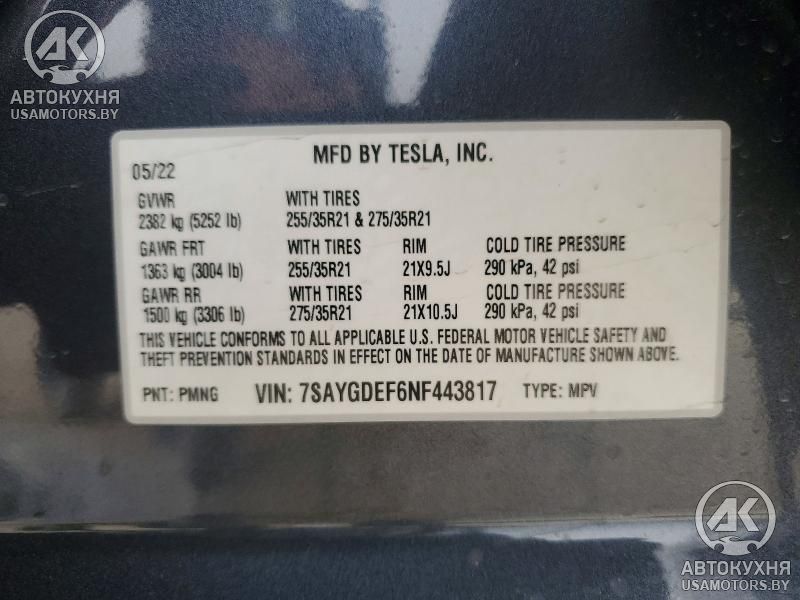 АК
АВТОКУХНЯ
USAMOTORS.BY
MFD BY TESLA, INC.
05/22
GVWR WITH TIRES
2382 kg (5252 lb) 255/35R21 & 275/35R21
GAWR FRT WITH TIRES RIM COLD TIRE PRESSURE
1363 kg (3004 lb) 255/35R21 21X9.5J 290 kPa, 42 psi
GAWR RR WITH TIRES RIM COLD TIRE PRESSURE
1500 kg (3306 lb) 275/35R21 21X10.5J 290 kPa, 42 psi
THIS VEHICLE CONFORMS TO ALL APPLICABLE U.S. FEDERAL MOTOR VEHICLE SAFETY AND
THEFT PREVENTION STANDARDS IN EFFECT ON THE DATE OF MANUFACTURE SHOWN ABOVE.
PNT: PMNG VIN: 7SAYGDEF6NF443817 TYPE: MPV
АК
АВТОКУХНЯ
USAMOTORS.BY